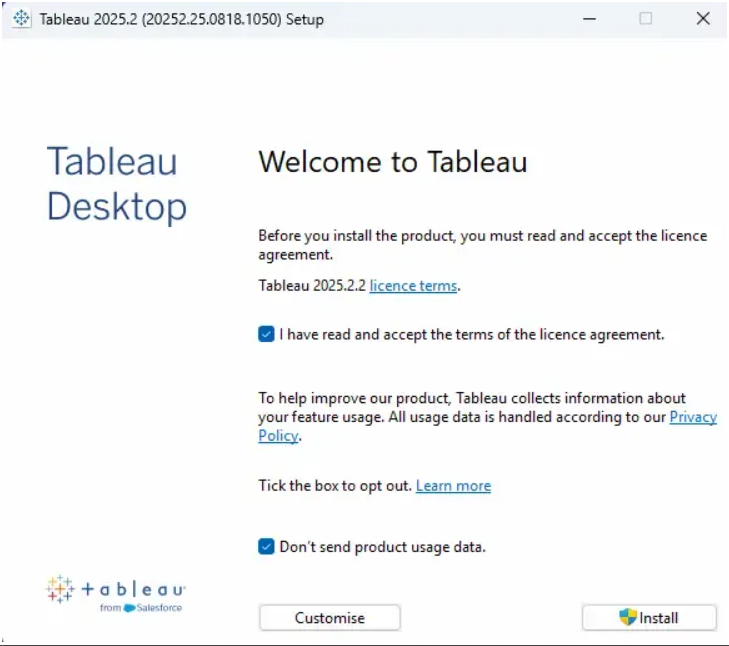 Tableau 2025.2 (20252.25.0818.1050) Setup
Tableau
Desktop
Welcome to Tableau
Before you install the product, you must read and accept the licence
agreement.
Tableau 2025.2.2 licence terms.
I have read and accept the terms of the licence agreement.
To help improve our product, Tableau collects information about
your feature usage. All usage data is handled according to our Privacy
Policy.
Tick the box to opt out. Learn more
Don't send product usage data.
+ableau
from Salesforce
Customise
Install